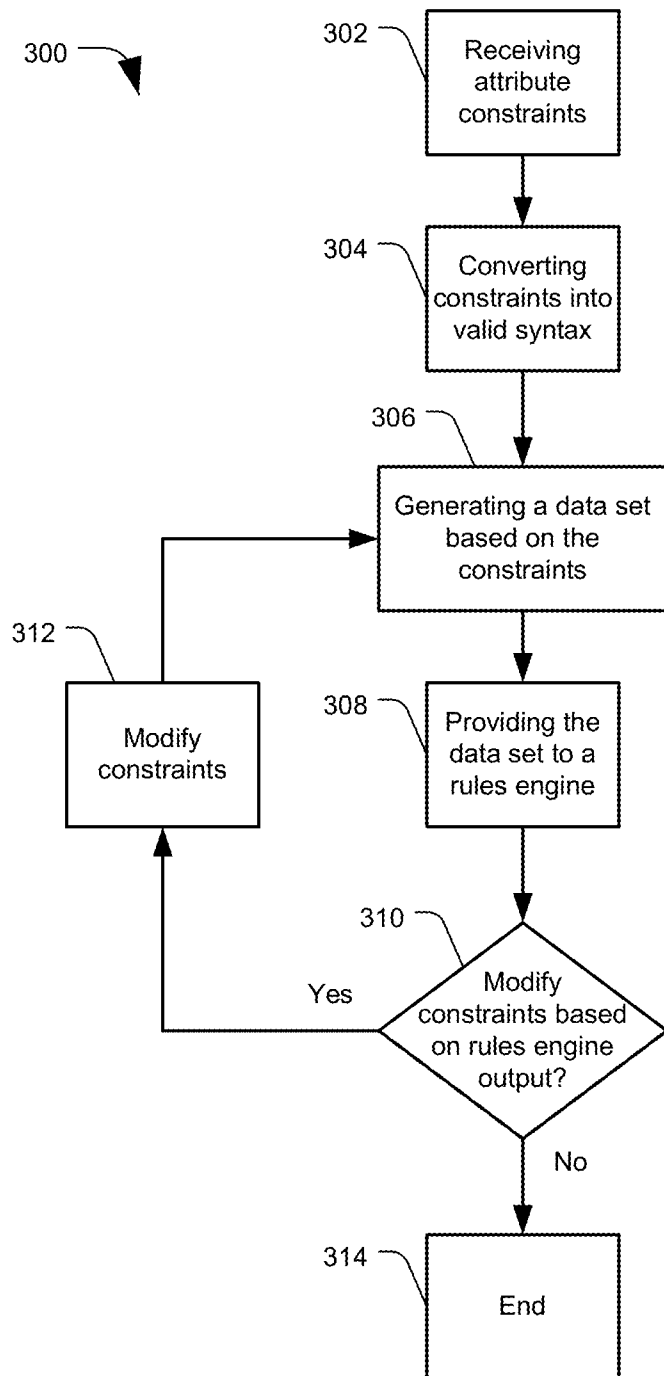 300
302
Receiving
attribute
constraints
304
Converting
constraints into
valid syntax
306
Generating a data set
based on the
constraints
312
Modify
constraints
308
Providing the
data set to a
rules engine
310
Modify
constraints based
on rules engine
output?
Yes
No
314
End